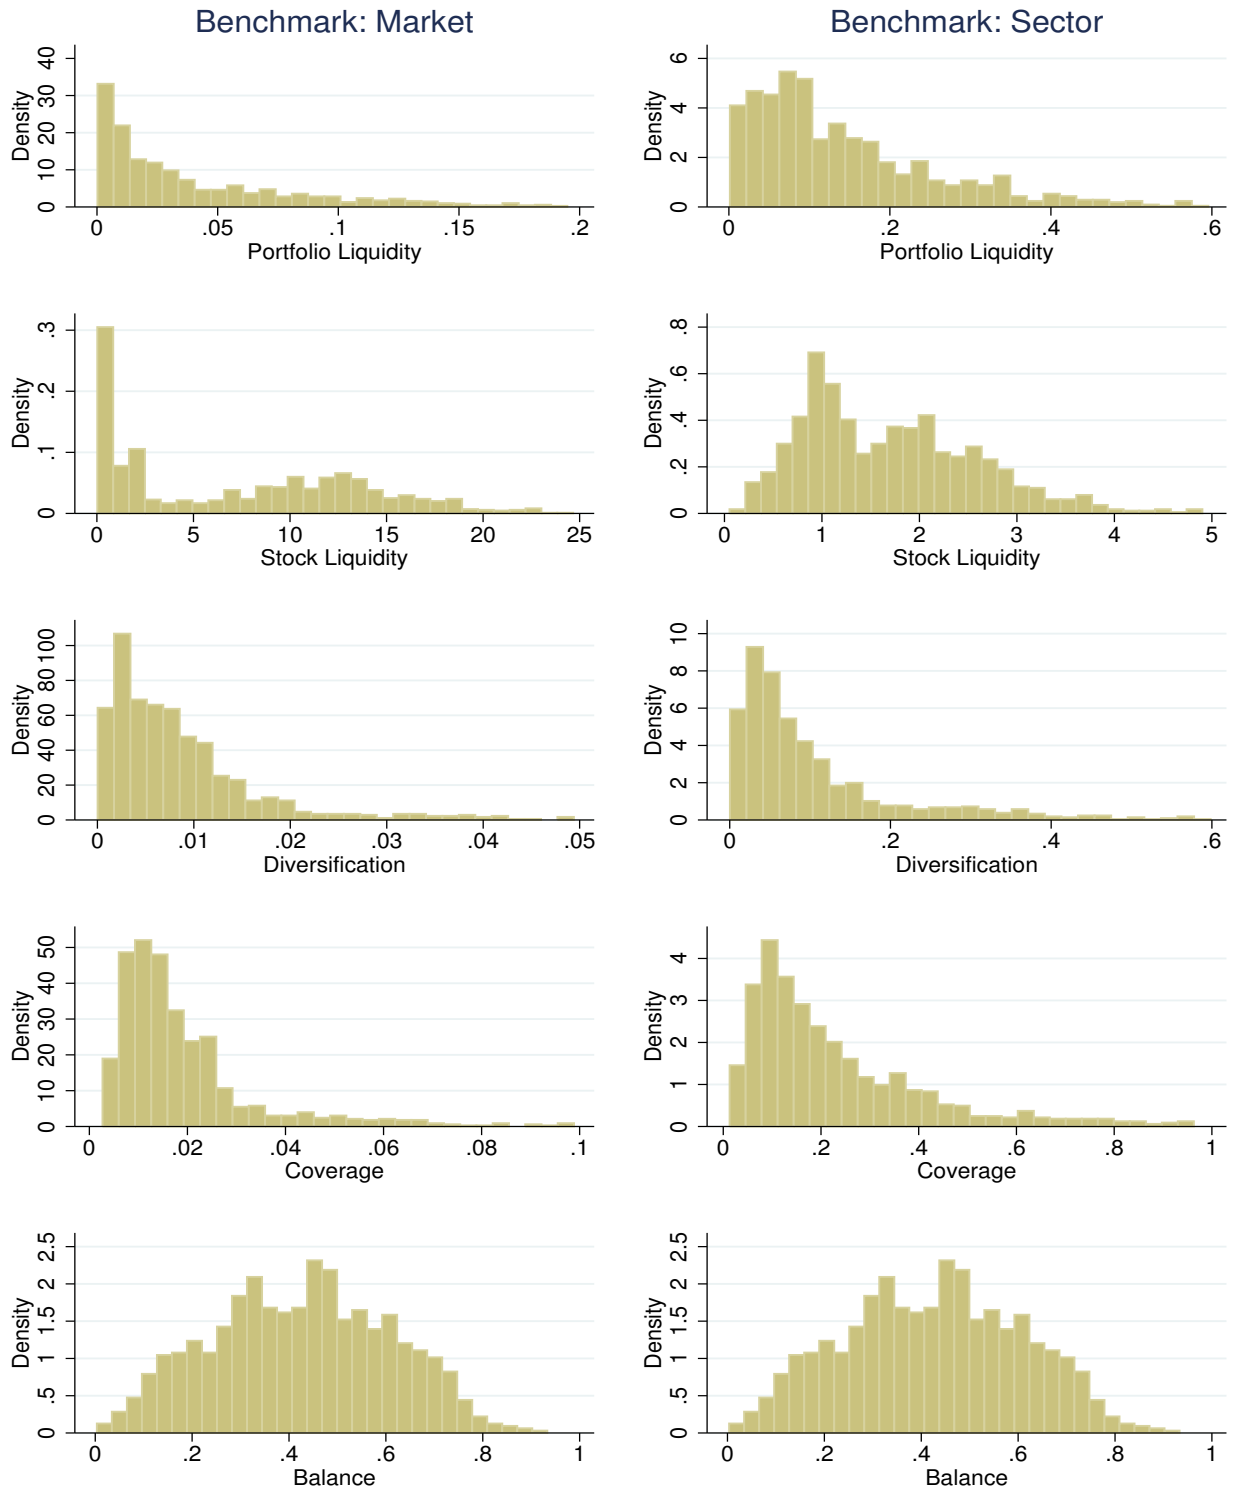 Benchmark: Market
Density
0 10 20 30 40
0 .05 .1 .15 .2
Portfolio Liquidity
Benchmark: Sector
Density
0 2 4 6
0 .2 .4 .6
Portfolio Liquidity
Density
0 .1 .2 .3
0 5 10 15 20 25
Stock Liquidity
Density
0 .2 .4 .6 .8
0 1 2 3 4 5
Stock Liquidity
Density
0 20 40 60 80 100
0 .01 .02 .03 .04 .05
Diversification
Density
0 2 4 6 8 10
0 .2 .4 .6
Diversification
Density
0 10 20 30 40 50
0 .02 .04 .06 .08 .1
Coverage
Density
0 1 2 3 4
0 .2 .4 .6 .8 1
Coverage
Density
0 .5 1 1.5 2 2.5
0 .2 .4 .6 .8 1
Balance
Density
0 .5 1 1.5 2 2.5
0 .2 .4 .6 .8 1
Balance